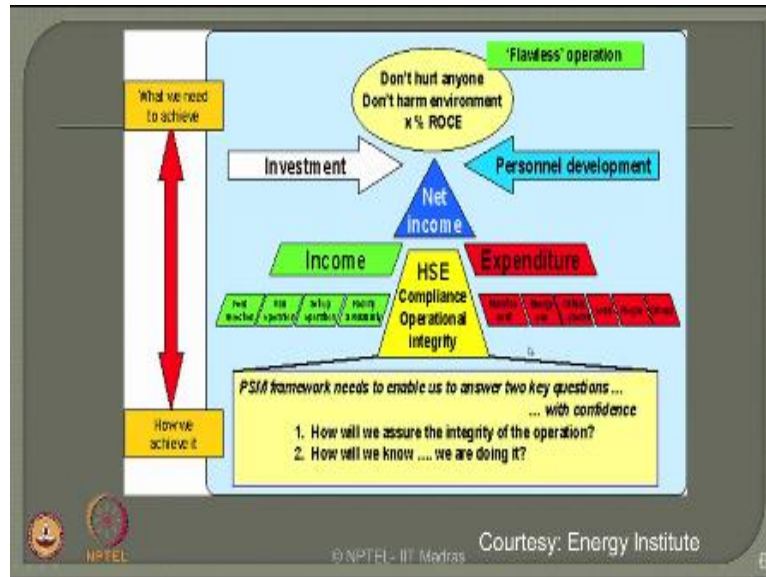 'Flawless' operation
Don't hurt anyone
Don't harm environment
x % ROCE
What we need
to achieve
Investment
Personnel development
Net
income
Income
Expenditure
HSE
Compliance
Operational
integrity
PSM framework needs to enable us to answer two key questions ...
... with confidence
1. How will we assure the integrity of the operation?
2. How will we know .... we are doing it?
How we
achieve it
NPTEL
© NPTEL - IIT Madras
Courtesy: Energy Institute